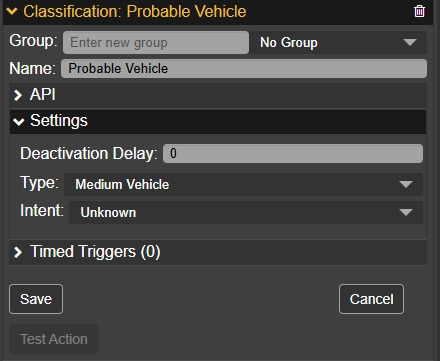 Classification: Probable Vehicle
Group: Enter new group No Group
Name: Probable Vehicle
API
Settings
Deactivation Delay: 0
Type: Medium Vehicle
Intent: Unknown
Timed Triggers (0)
Save Cancel
Test Action